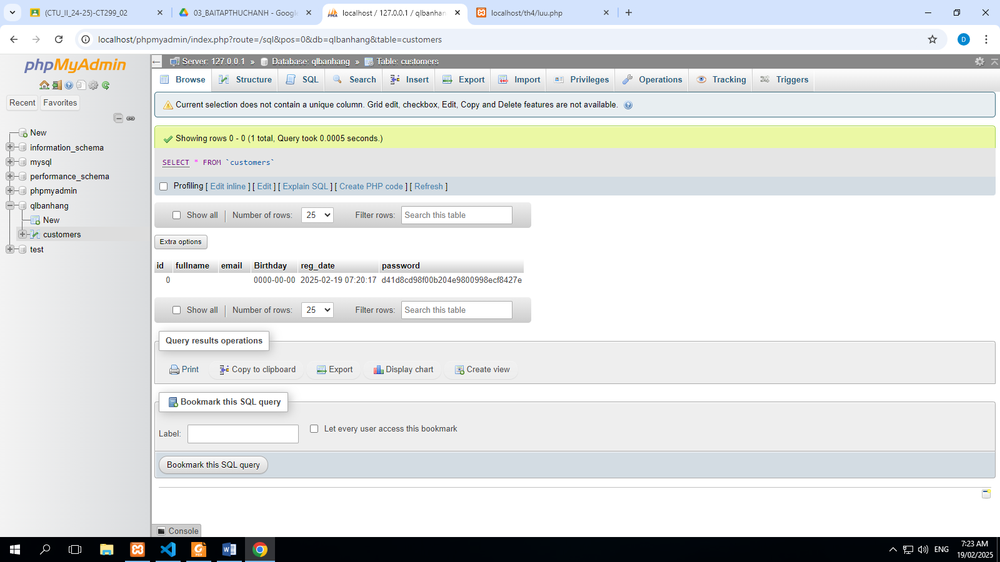 (CTU_II_24-25)-CT299_02
03_BAITAPTHUCHANH - Google
localhost / 127.0.0.1 / qlbanhang
localhost/th4/luu.php
localhost/phpmyadmin/index.php?route=/sql&pos=0&db=qlbanhang&table=customers
D
phpMyAdmin
Recent
Favorites
New
information_schema
mysql
performance_schema
phpmyadmin
qlbanhang
New
customers
test
Server: 127.0.0.1 » Database: qlbanhang » Table: customers
Browse Structure SQL Search Insert Export Import Privileges Operations Tracking Triggers
Current selection does not contain a unique column. Grid edit, checkbox, Edit, Copy and Delete features are not available.
Showing rows 0 - 0 (1 total, Query took 0.0005 seconds.)
SELECT * FROM `customers`
Profiling [ Edit inline ] [ Edit ] [ Explain SQL ] [ Create PHP code ] [ Refresh ]
Show all Number of rows: 25 Filter rows: Search this table
Extra options
id fullname email Birthday reg_date password
0 0000-00-00 2025-02-19 07:20:17 d41d8cd98f00b204e9800998ecf8427e
Show all Number of rows: 25 Filter rows: Search this table
Query results operations
Print Copy to clipboard Export Display chart Create view
Bookmark this SQL query
Label: Let every user access this bookmark
Bookmark this SQL query
Console
ENG
7:23 AM
19/02/2025